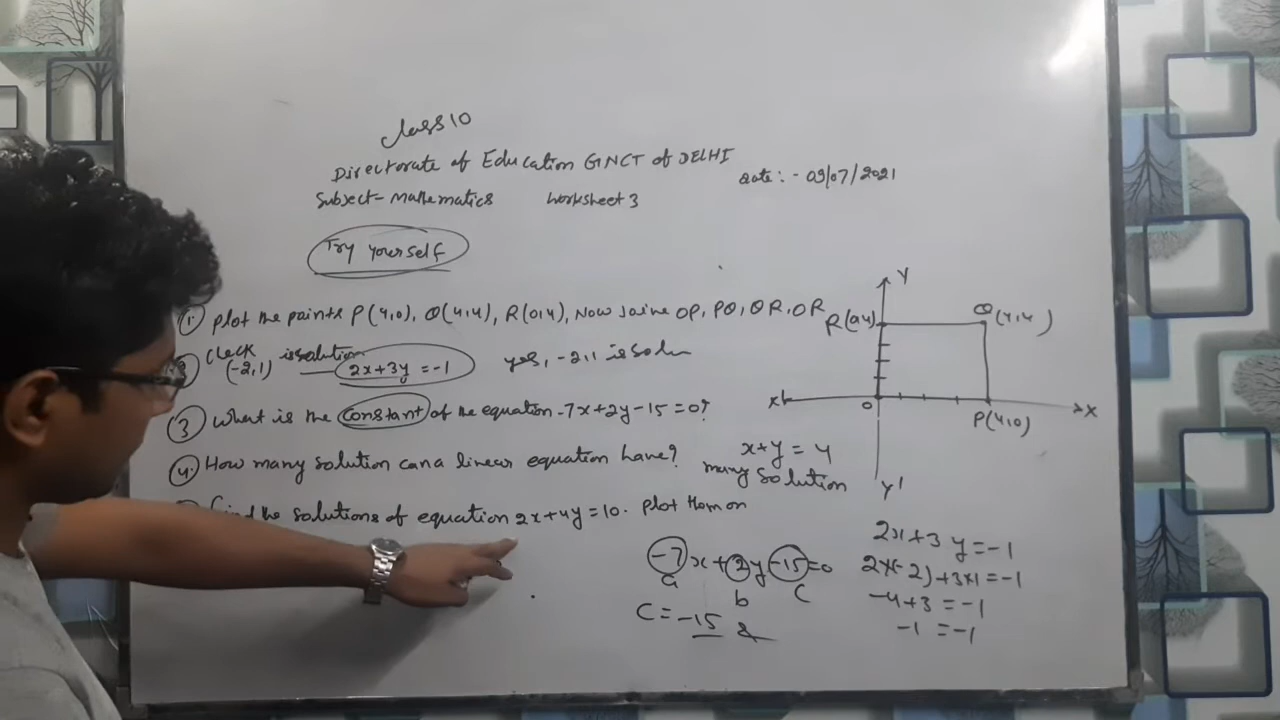 Class 10
Directorate of Education GNCT of DELHI
Date: - 09/07/2021
Subject - Mathematics Worksheet 3
Try yourself
1. Plot the points P(4,0), Q(4,4), R(0,4), Now joine OP, PQ, QR, OR
2. Check (-2,1) is solution 2x+3y = -1 yes, -2,1 is soln
3. What is the constant of the equation -7x+2y-15=0?
4. How many solution can a linear equation have? x+y = 4
many solution
the solutions of equation 2x+4y=10. Plot them on
Y
R(0,4)
Q(4,4)
X'
O
P(4,0)
X
Y'
-7x+2y-15=0
a b c
C = -15
2x+3y=-1
2x(-2)+3x1=-1
-4+3 = -1
-1 = -1